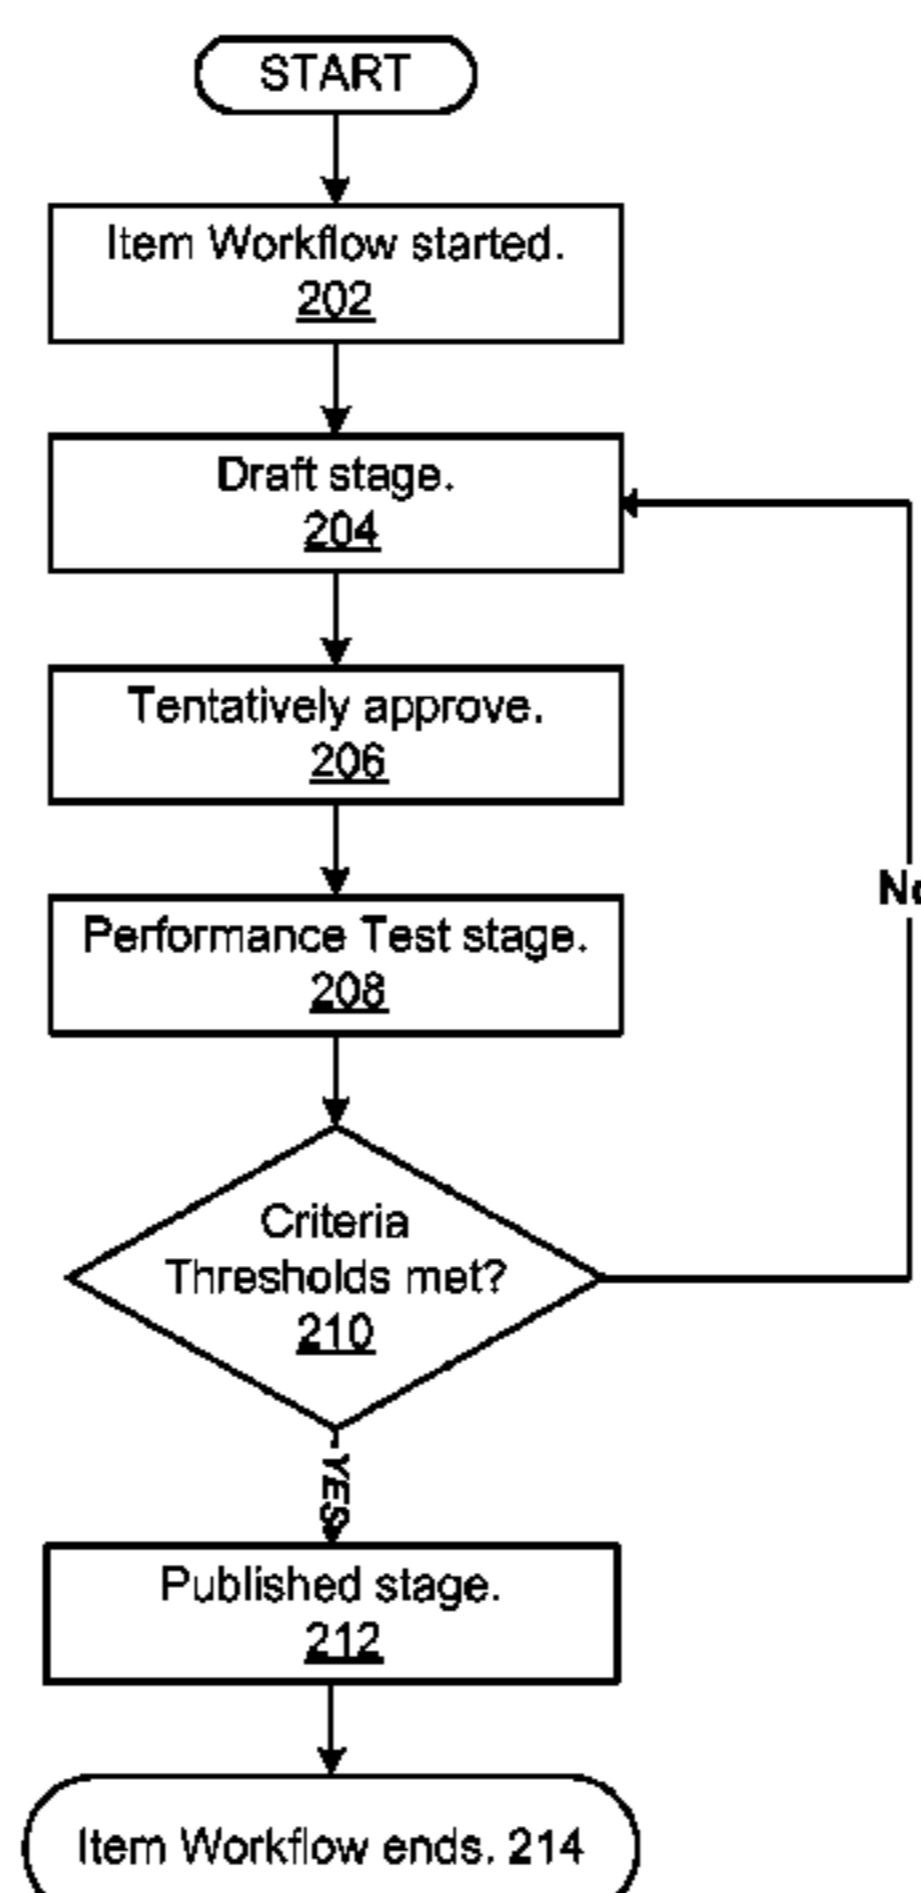 START
Item Workflow started.
202
Draft stage.
204
Tentatively approve.
206
Performance Test stage.
208
No
Criteria
Thresholds met?
210
YES
Published stage.
212
Item Workflow ends. 214